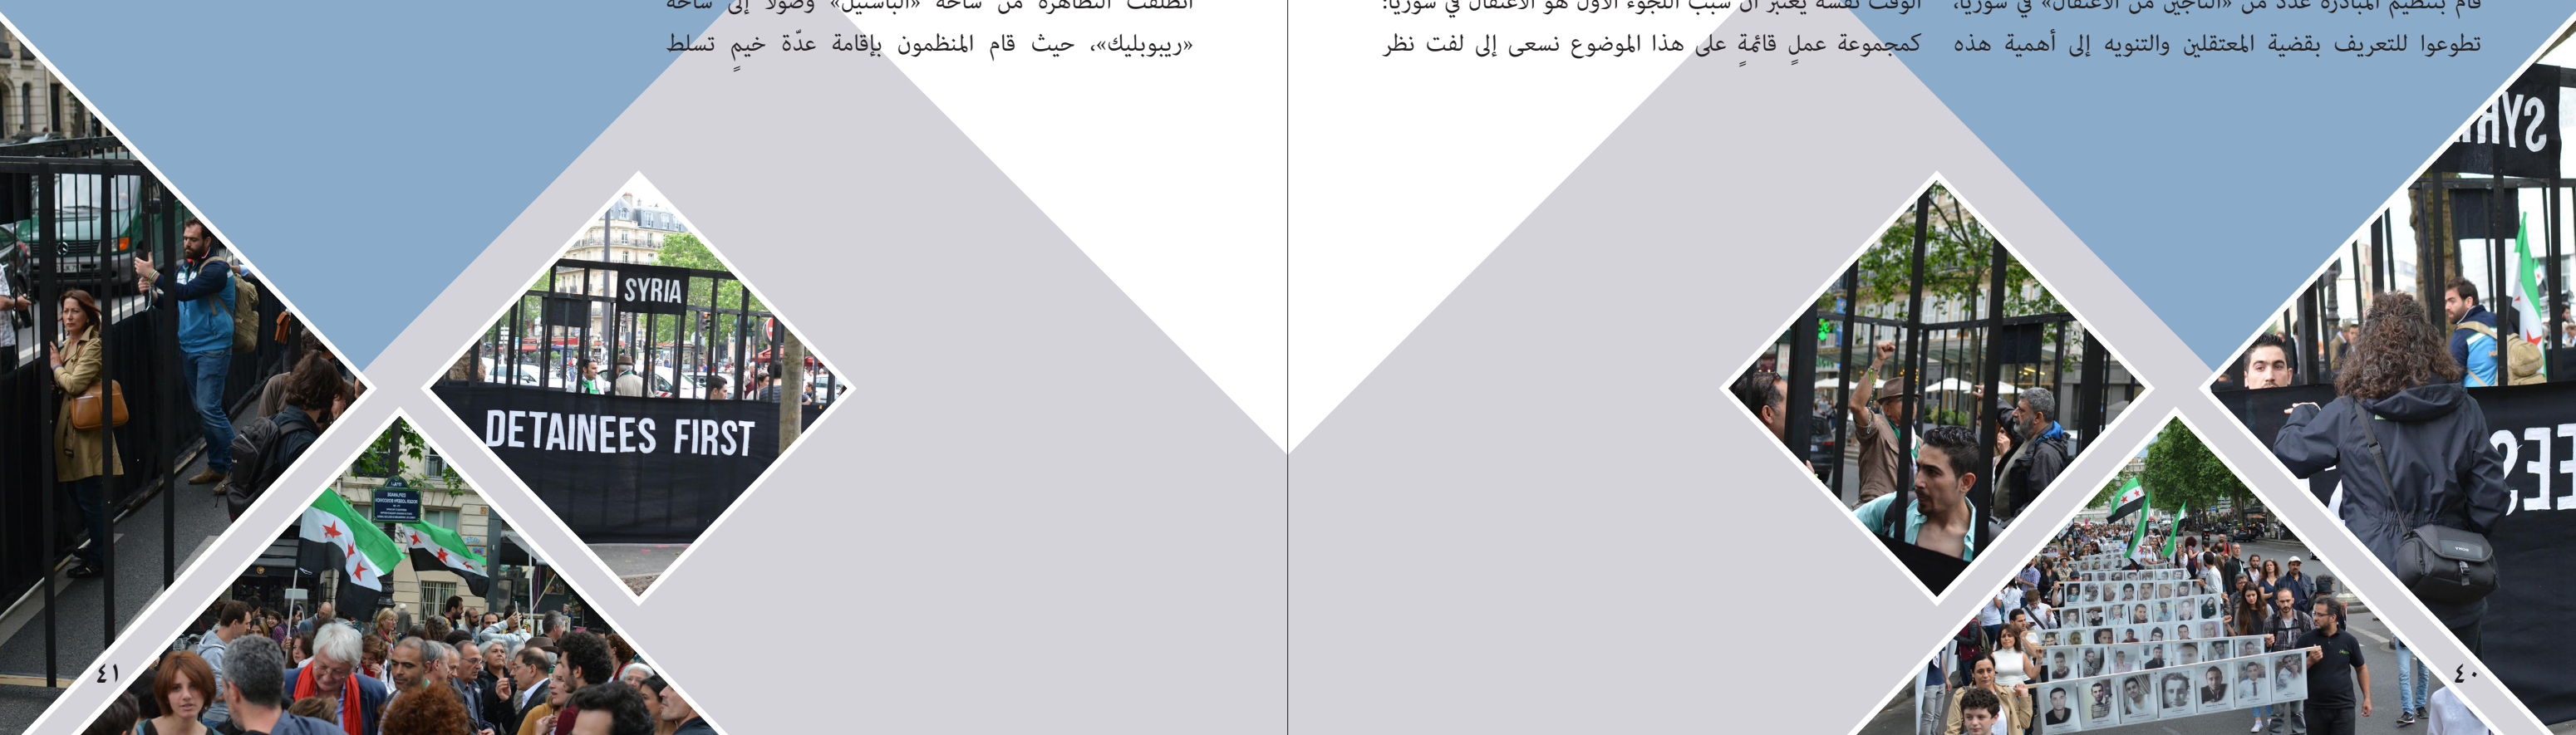 قام بتنظيم المبادرة عدد من «الناجين من الاعتقال» في سوريا،
تطوعوا للتعريف بقضية المعتقلين والتنويه إلى أهمية هذه
الوقت نفسه يعتبر أن سبب اللجوء الأول هو الاعتقال في سوريا:
كمجموعة عملٍ قائمةٍ على هذا الموضوع نسعى إلى لفت نظر
انطلقت التظاهرة من ساحة «الباستيل» وصولاً إلى ساحة
«ريبوبليك»، حيث قام المنظمون بإقامة عدّة خيمٍ تسلط
SYRIA
EES
٤٠
SYRIA
DETAINEES FIRST
٤١